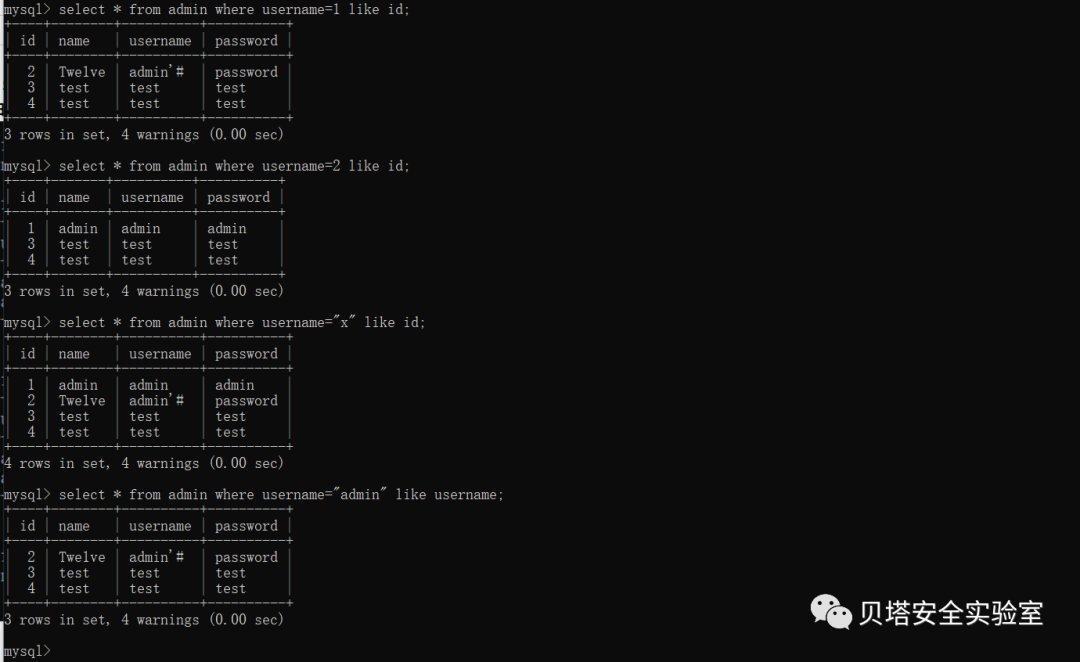 mysql> select * from admin where username=1 like id;
+----+--------+----------+----------+
| id | name   | username | password |
+----+--------+----------+----------+
|  2 | Twelve | admin'#  | password |
|  3 | test   | test     | test     |
|  4 | test   | test     | test     |
+----+--------+----------+----------+
3 rows in set, 4 warnings (0.00 sec)
mysql> select * from admin where username=2 like id;
+----+-------+----------+----------+
| id | name  | username | password |
+----+-------+----------+----------+
|  1 | admin | admin    | admin    |
|  3 | test  | test     | test     |
|  4 | test  | test     | test     |
+----+-------+----------+----------+
3 rows in set, 4 warnings (0.00 sec)
mysql> select * from admin where username="x" like id;
+----+--------+----------+----------+
| id | name   | username | password |
+----+--------+----------+----------+
|  1 | admin  | admin    | admin    |
|  2 | Twelve | admin'#  | password |
|  3 | test   | test     | test     |
|  4 | test   | test     | test     |
+----+--------+----------+----------+
4 rows in set, 4 warnings (0.00 sec)
mysql> select * from admin where username="admin" like username;
+----+--------+----------+----------+
| id | name   | username | password |
+----+--------+----------+----------+
|  2 | Twelve | admin'#  | password |
|  3 | test   | test     | test     |
|  4 | test   | test     | test     |
+----+--------+----------+----------+
3 rows in set, 4 warnings (0.00 sec)
mysql>
贝塔安全实验室